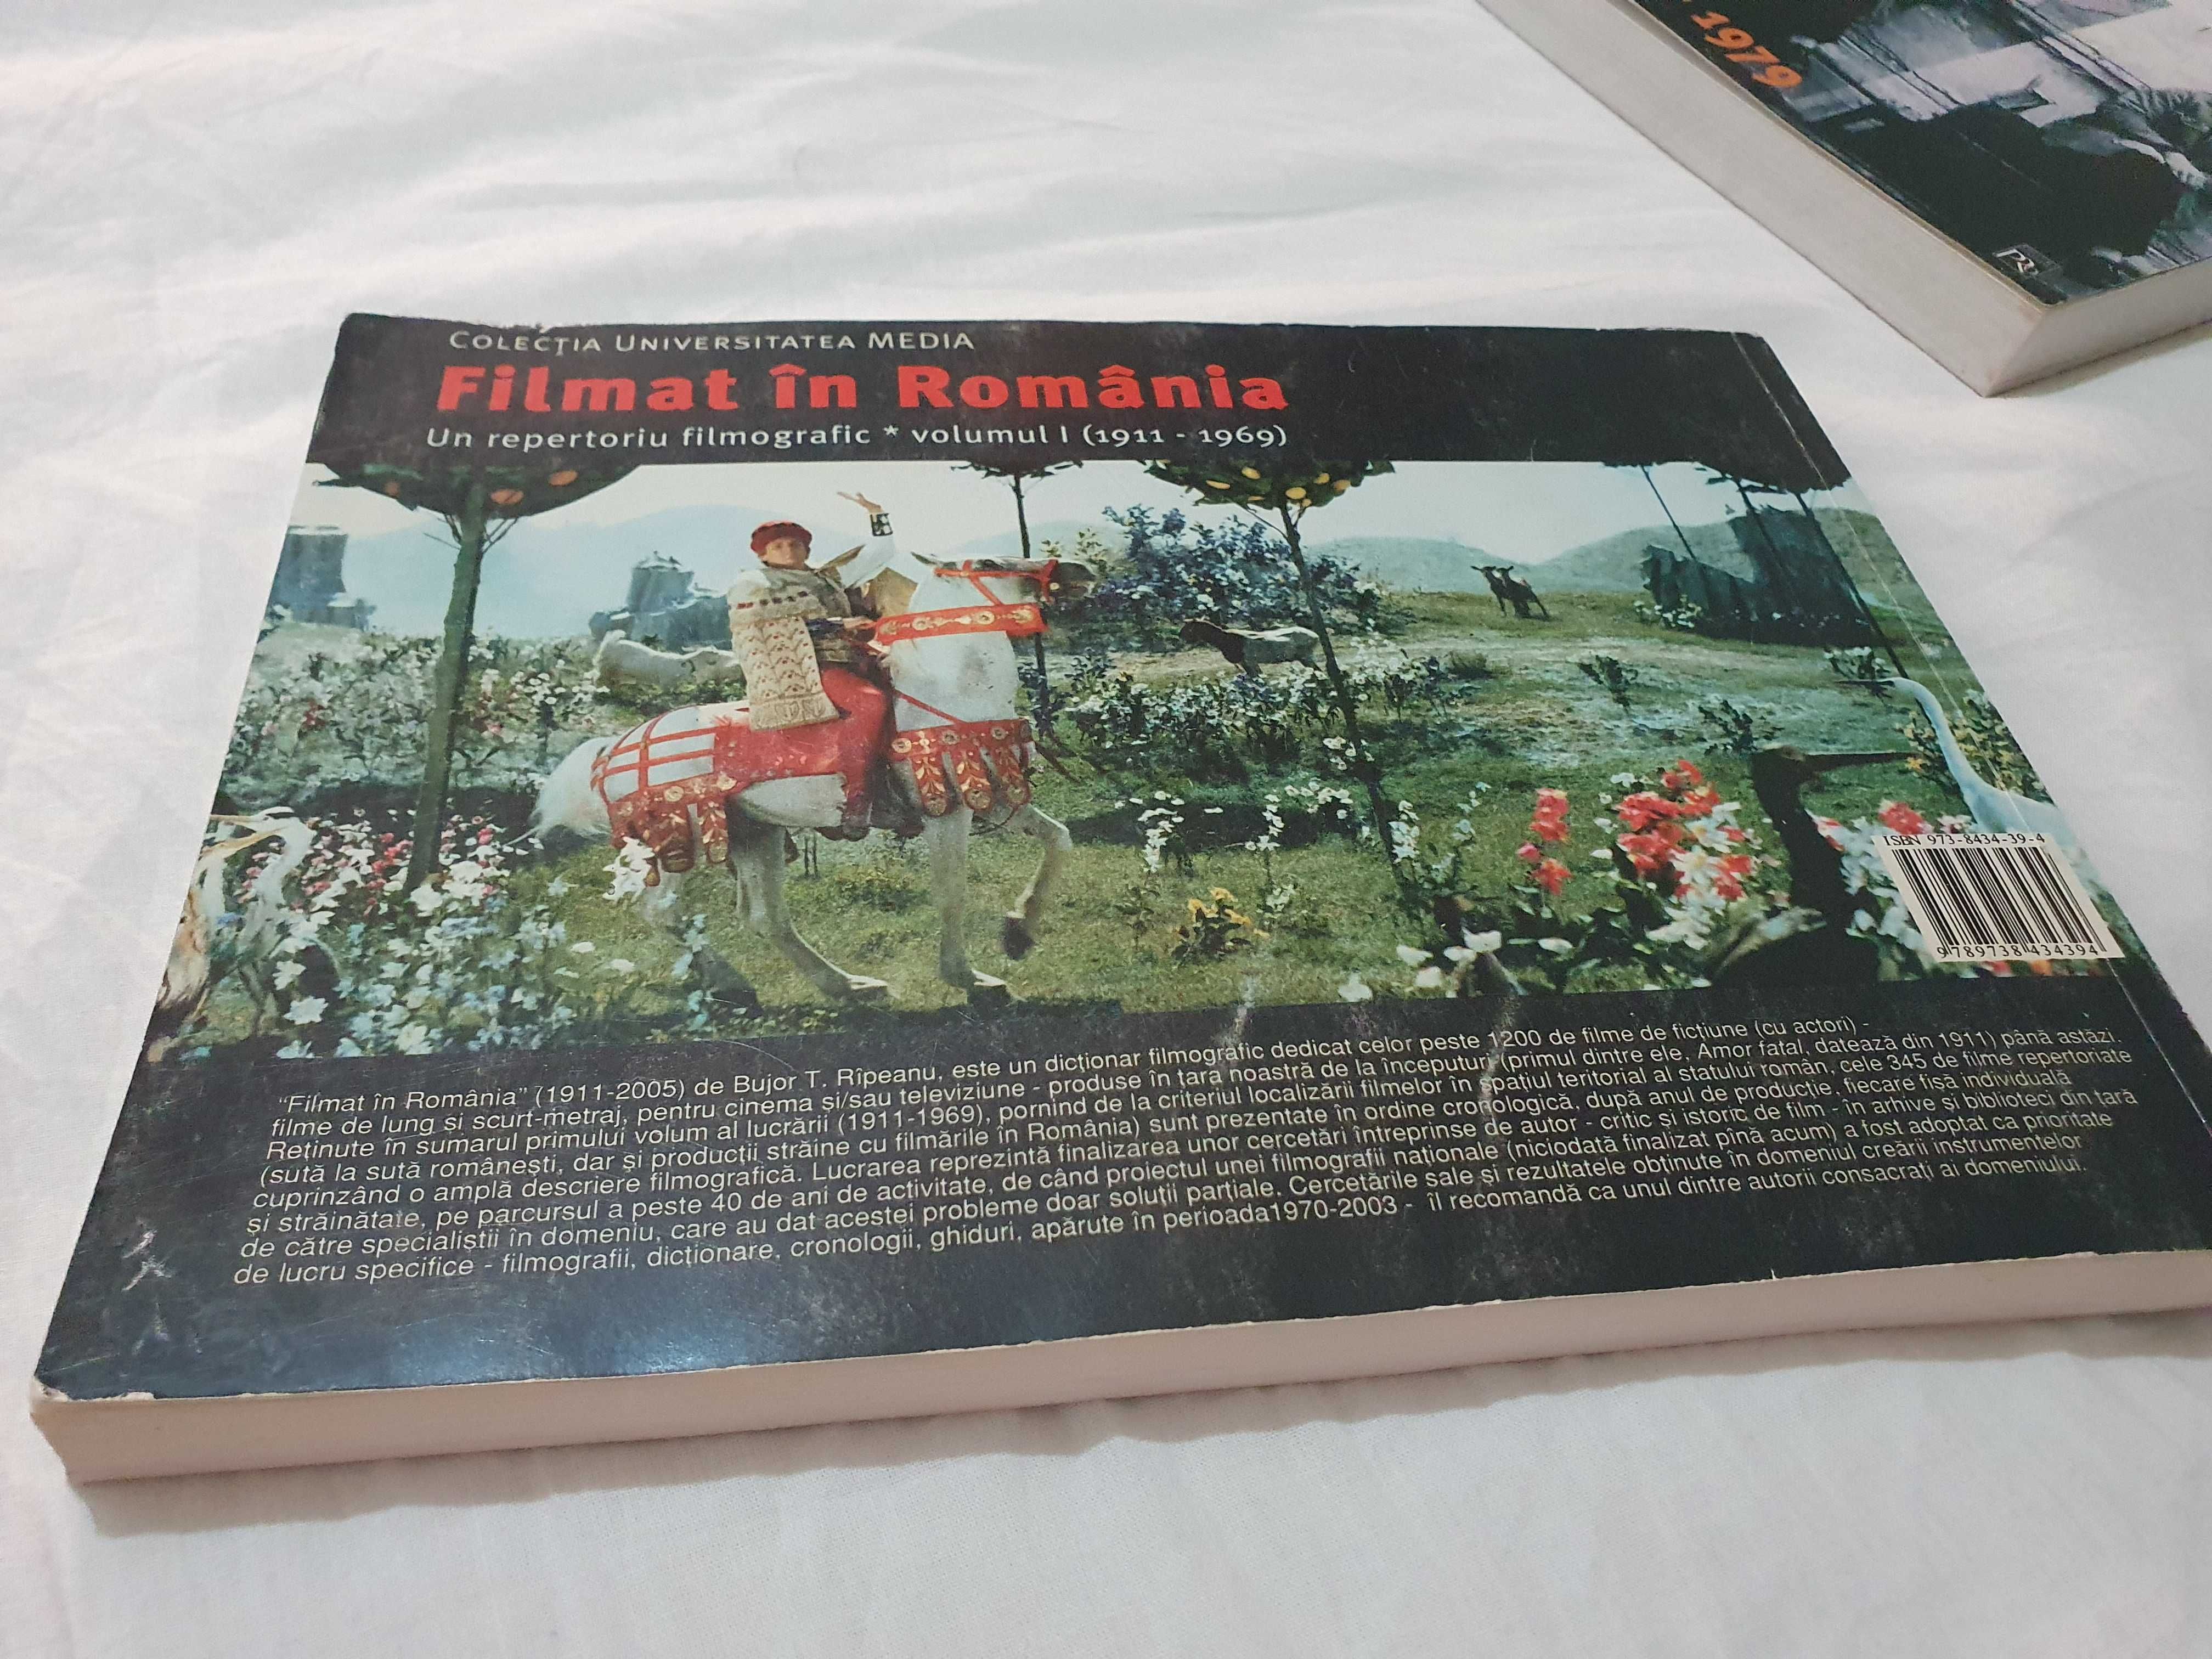 , 1979
COLECȚIA UNIVERSITATEA MEDIA
Filmat în România
Un repertoriu filmografic * volumul I (1911 - 1969)
ISBN 973-8434-39-4
9 789738 434394
"Filmat în România" (1911-2005) de Bujor T. Rîpeanu, este un dicționar filmografic dedicat celor peste 1200 de filme de ficțiune (cu actori) -
filme de lung si scurt-metraj, pentru cinema și/sau televiziune - produse în țara noastră de la începuturi (primul dintre ele, Amor fatal, datează din 1911) până astăzi.
Reținute în sumarul primului volum al lucrării (1911-1969), pornind de la criteriul localizării filmelor în spațiul teritorial al statului român, cele 345 de filme repertoriate
(sută la sută românești, dar și producții străine cu filmările în România) sunt prezentate în ordine cronologică, după anul de producție, fiecare fișă individuală
cuprinzând o amplă descriere filmografică. Lucrarea reprezintă finalizarea unor cercetări întreprinse de autor - critic și istoric de film - în arhive și biblioteci din țară
și străinătate, pe parcursul a peste 40 de ani de activitate, de când proiectul unei filmografii naționale (niciodată finalizat pînă acum) a fost adoptat ca prioritate
de către specialiștii în domeniu, care au dat acestei probleme doar soluții parțiale. Cercetările sale și rezultatele obținute în domeniul creării instrumentelor
de lucru specifice - filmografii, dicționare, cronologii, ghiduri, apărute în perioada1970-2003 - îl recomandă ca unul dintre autorii consacrați ai domeniului.